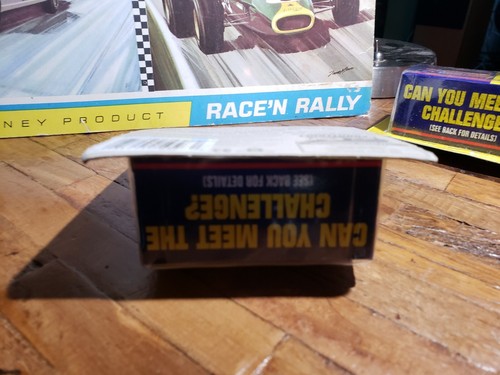 NEY PRODUCT
RACE'N RALLY
CAN YOU ME
CHALLENGE
(SEE BACK FOR DETAILS)
CAN YOU MEET THE
CHALLENGE?
(SEE BACK FOR DETAILS)